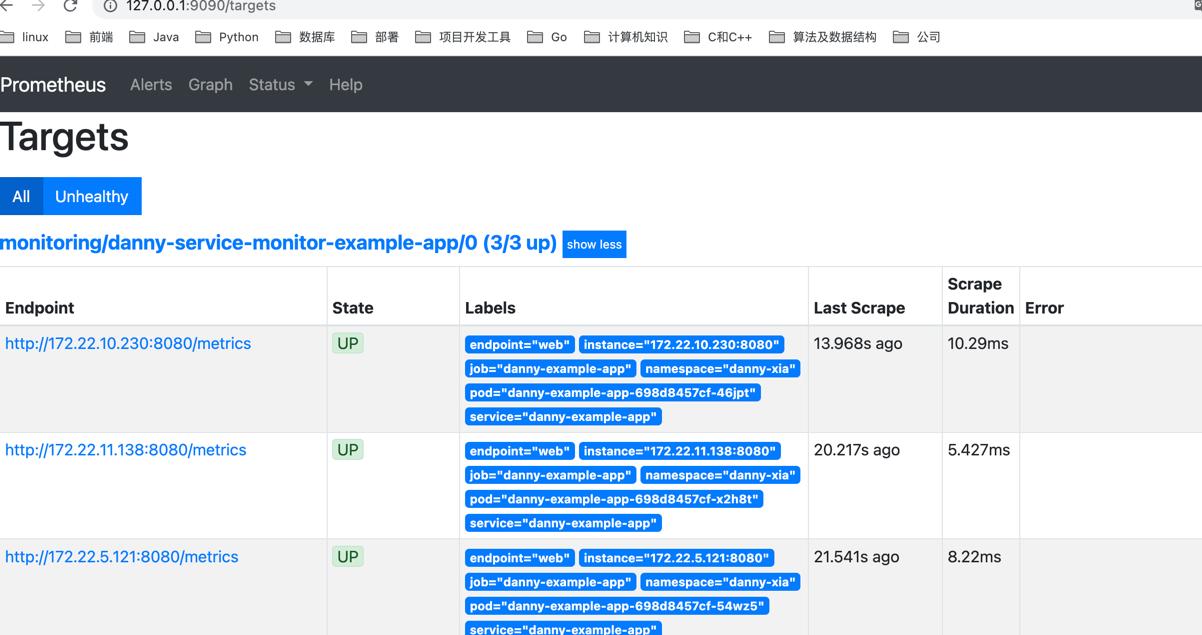 127.0.0.1:9090/targets
linux 前端 Java Python 数据库 部署 项目开发工具 Go 计算机知识 C和C++ 算法及数据结构 公司
Prometheus Alerts Graph Status Help
Targets
All Unhealthy
monitoring/danny-service-monitor-example-app/0 (3/3 up) show less
Endpoint State Labels Last Scrape Scrape Duration Error
http://172.22.10.230:8080/metrics UP endpoint="web" instance="172.22.10.230:8080" 13.968s ago 10.29ms
job="danny-example-app" namespace="danny-xia"
pod="danny-example-app-698d8457cf-46jpt"
service="danny-example-app"
http://172.22.11.138:8080/metrics UP endpoint="web" instance="172.22.11.138:8080" 20.217s ago 5.427ms
job="danny-example-app" namespace="danny-xia"
pod="danny-example-app-698d8457cf-x2h8t"
service="danny-example-app"
http://172.22.5.121:8080/metrics UP endpoint="web" instance="172.22.5.121:8080" 21.541s ago 8.22ms
job="danny-example-app" namespace="danny-xia"
pod="danny-example-app-698d8457cf-54wz5"
service="danny-example-app"